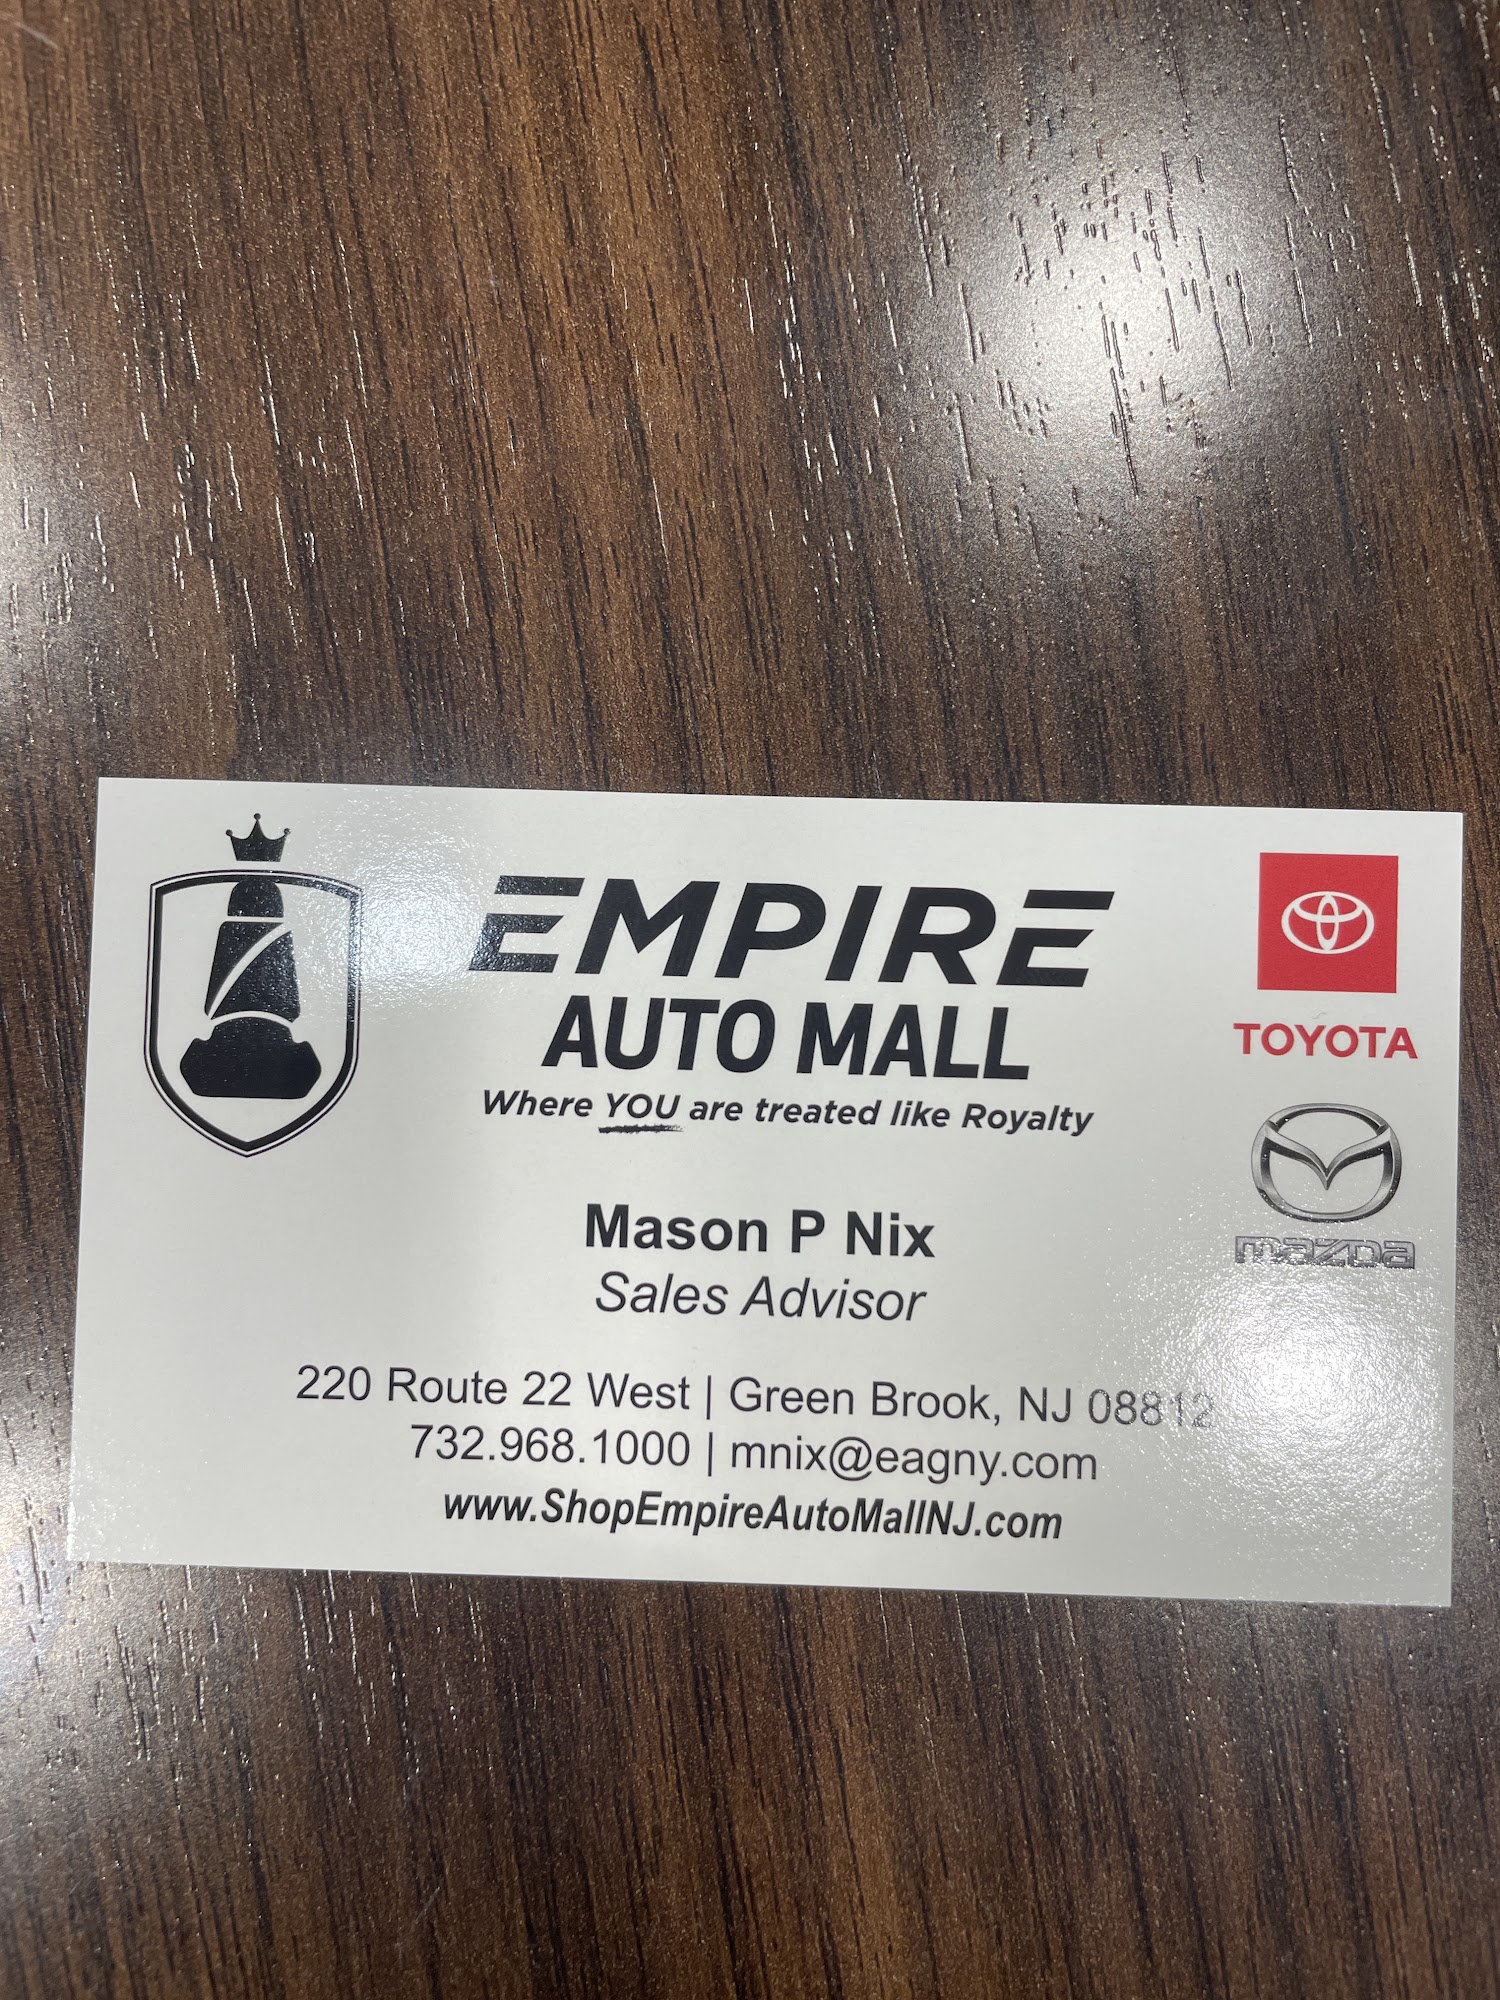 EMPIRE
AUTO MALL
Where YOU are treated like Royalty
TOYOTA
mazda
Mason P Nix
Sales Advisor
220 Route 22 West | Green Brook, NJ 08812
732.968.1000 | mnix@eagny.com
www.ShopEmpireAutoMallNJ.com